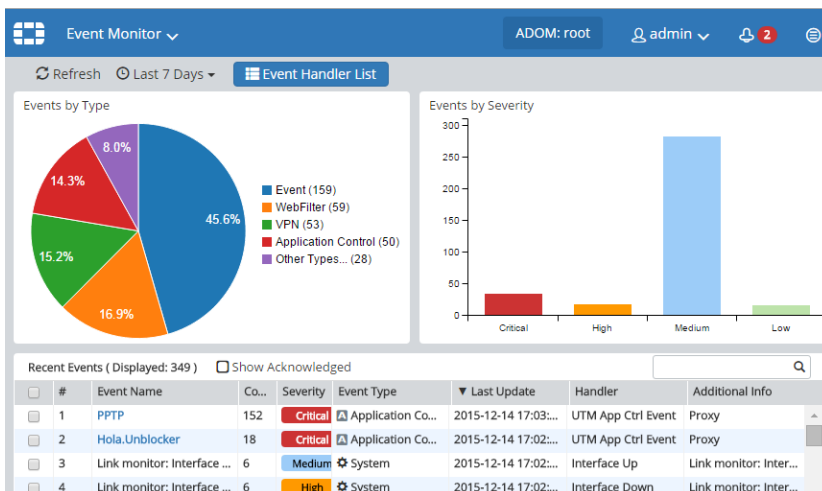 Event Monitor
ADOM: root
admin
2
Refresh
Last 7 Days
Event Handler List
Events by Type
8.0%
14.3%
45.6%
15.2%
16.9%
Event (159)
WebFilter (59)
VPN (53)
Application Control (50)
Other Types... (28)
Events by Severity
300
250
200
150
100
50
0
Critical High Medium Low
Recent Events ( Displayed: 349 ) Show Acknowledged
# Event Name Co... Severity Event Type ▼ Last Update Handler Additional Info
1 PPTP 152 Critical A Application Co... 2015-12-14 17:03:... UTM App Ctrl Event Proxy
2 Hola.Unblocker 18 Critical A Application Co... 2015-12-14 17:02:... UTM App Ctrl Event Proxy
3 Link monitor: Interface ... 6 Medium System 2015-12-14 17:02:... Interface Up Link monitor: Inter...
4 Link monitor: Interface ... 6 High System 2015-12-14 17:02:... Interface Down Link monitor: Inter...